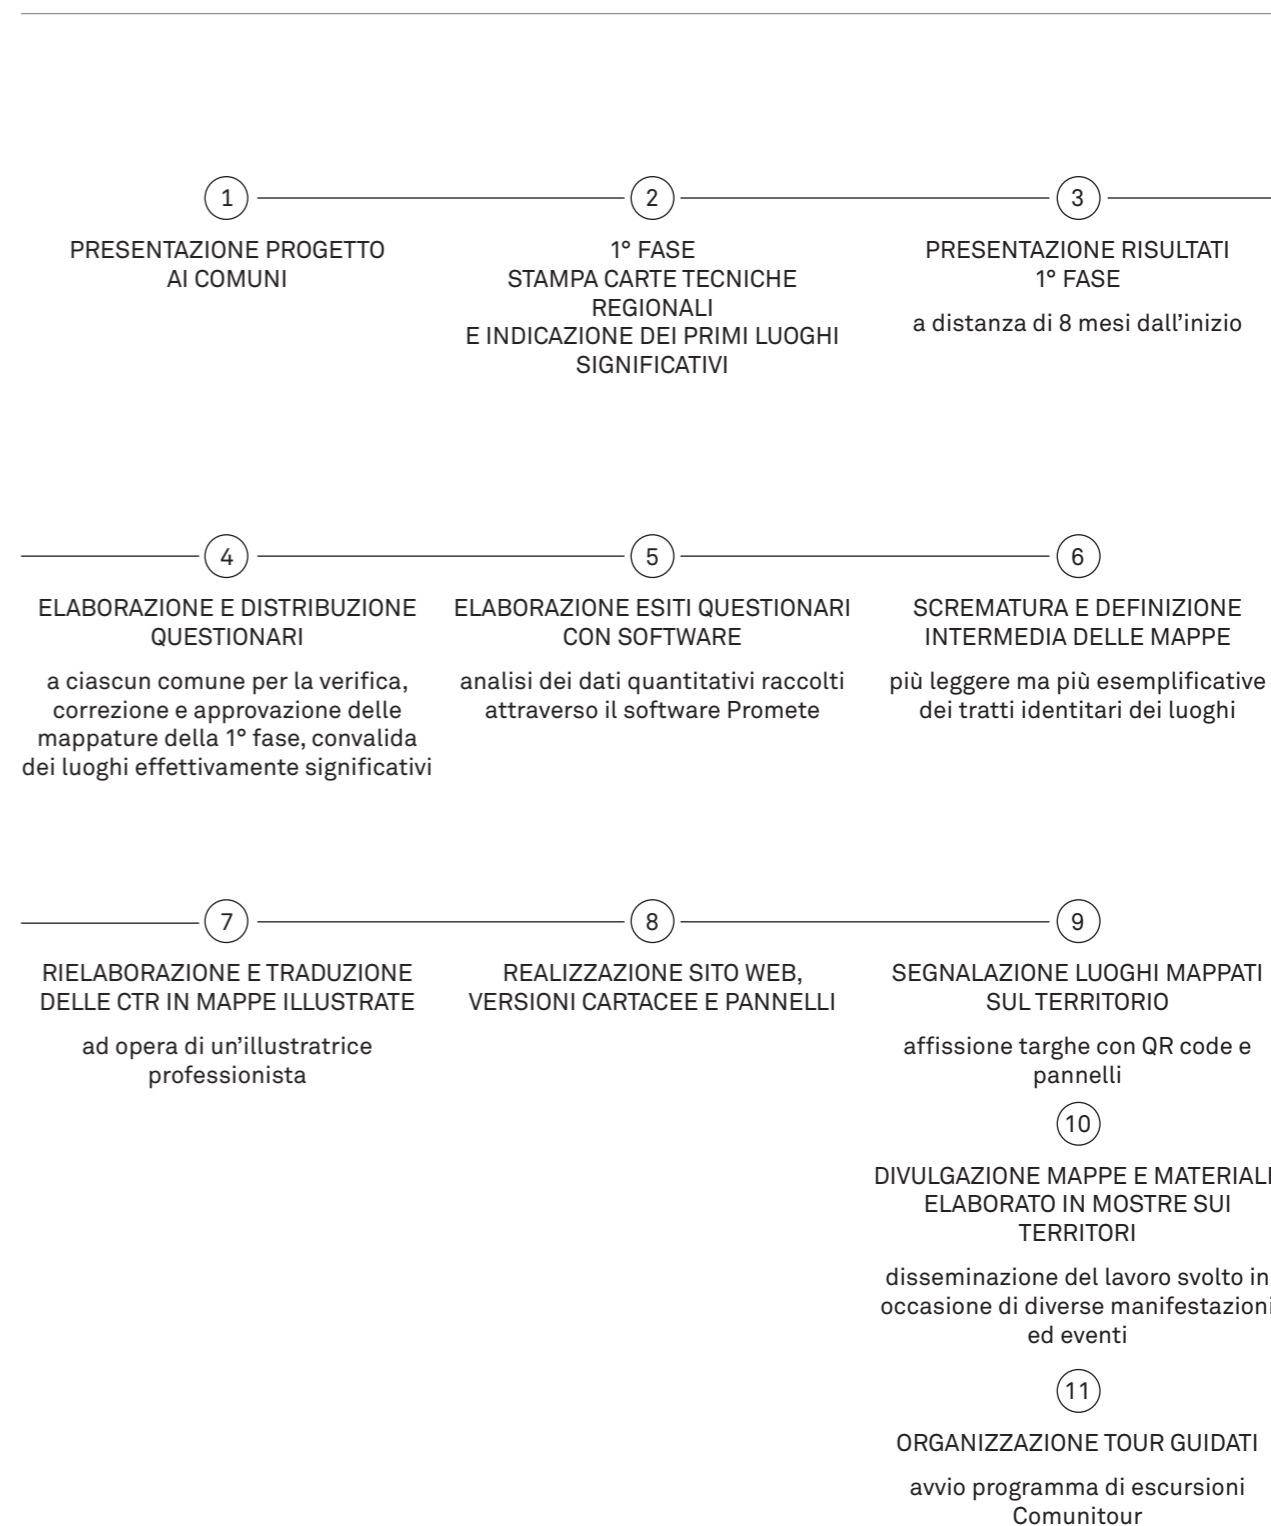 1
PRESENTAZIONE PROGETTO
AI COMUNI
2
1° FASE
STAMPA CARTE TECNICHE
REGIONALI
E INDICAZIONE DEI PRIMI LUOGHI
SIGNIFICATIVI
3
PRESENTAZIONE RISULTATI
1° FASE
a distanza di 8 mesi dall’inizio
4
ELABORAZIONE E DISTRIBUZIONE
QUESTIONARI
a ciascun comune per la verifica,
correzione e approvazione delle
mappature della 1° fase, convalida
dei luoghi effettivamente significativi
5
ELABORAZIONE ESITI QUESTIONARI
CON SOFTWARE
analisi dei dati quantitativi raccolti
attraverso il software Promete
6
SCREMATURA E DEFINIZIONE
INTERMEDIA DELLE MAPPE
più leggere ma più esemplificative
dei tratti identitari dei luoghi
7
RIELABORAZIONE E TRADUZIONE
DELLE CTR IN MAPPE ILLUSTRATE
ad opera di un’illustratrice
professionista
8
REALIZZAZIONE SITO WEB,
VERSIONI CARTACEE E PANNELLI
9
SEGNALAZIONE LUOGHI MAPPATI
SUL TERRITORIO
affissione targhe con QR code e
pannelli
10
DIVULGAZIONE MAPPE E MATERIALE
ELABORATO IN MOSTRE SUI
TERRITORI
disseminazione del lavoro svolto in
occasione di diverse manifestazioni
ed eventi
11
ORGANIZZAZIONE TOUR GUIDATI
avvio programma di escursioni
Comunitour